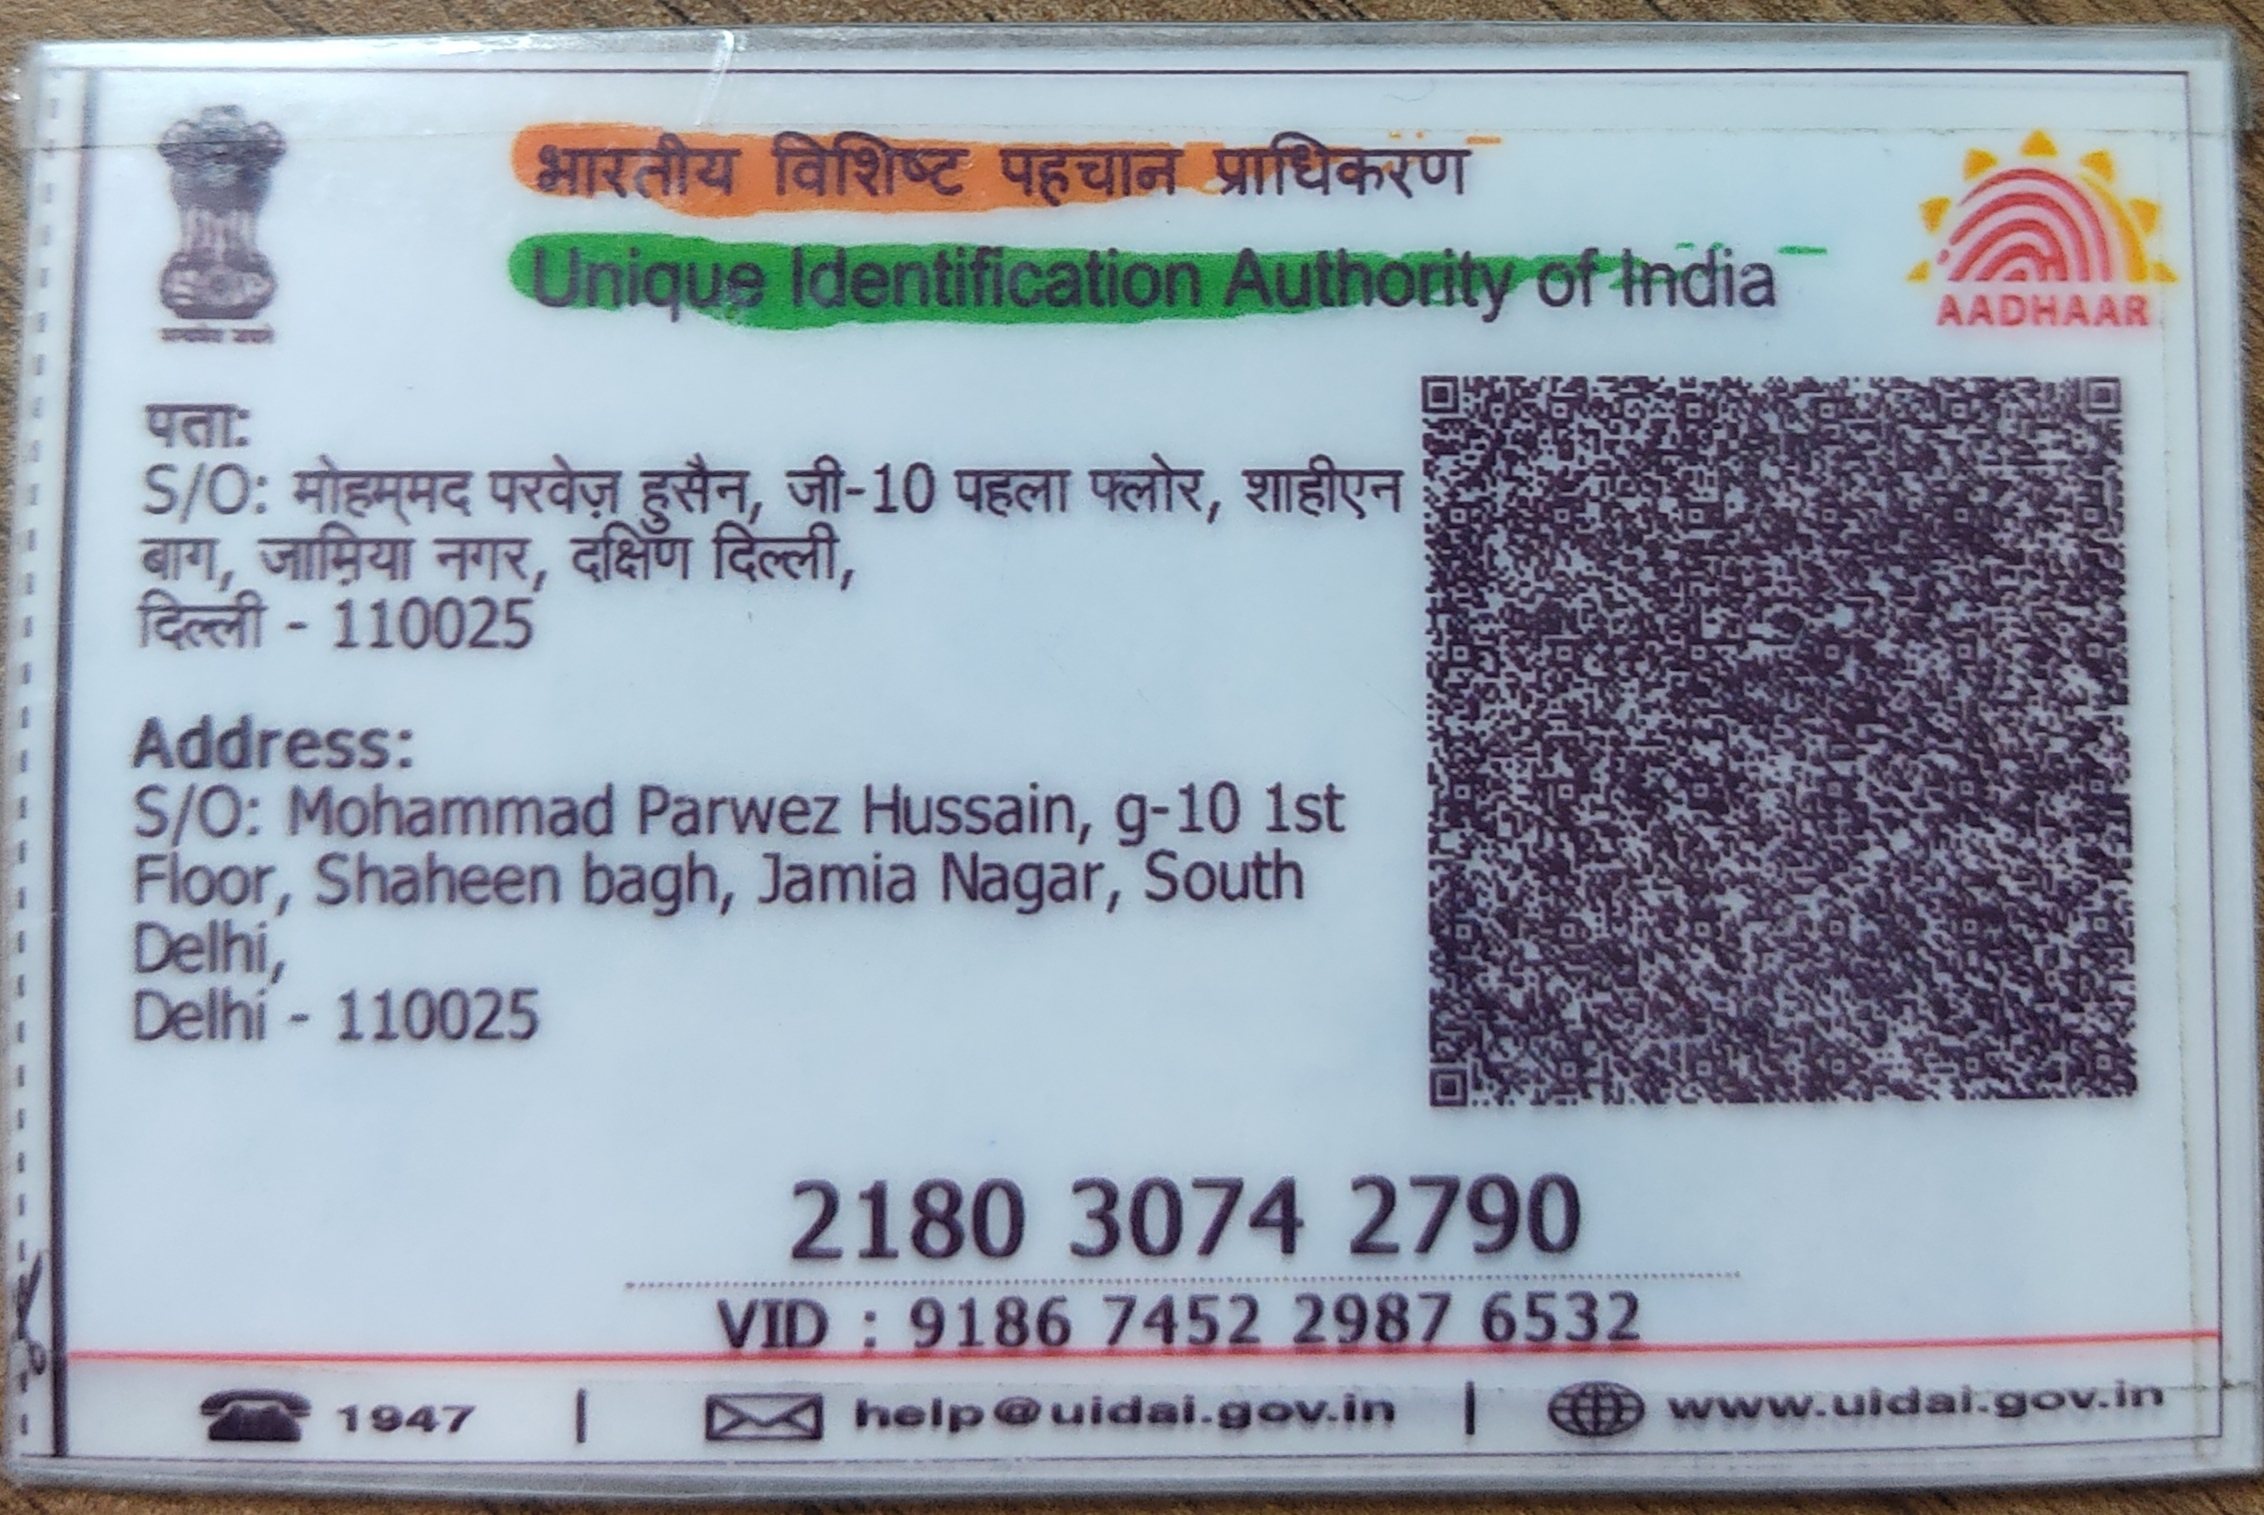 भारतीय विशिष्ट पहचान प्राधिकरण
Unique Identification Authority of India
AADHAAR
पता:
S/O: मोहम्मद परवेज़ हुसैन, जी-10 पहला फ्लोर, शाहीएन
बाग, जामि़या नगर, दक्षिण दिल्ली,
दिल्ली - 110025
Address:
S/O: Mohammad Parwez Hussain, g-10 1st
Floor, Shaheen bagh, Jamia Nagar, South
Delhi,
Delhi - 110025
2180 3074 2790
VID : 9186 7452 2987 6532
1947 | help@uidai.gov.in | www.uidai.gov.in